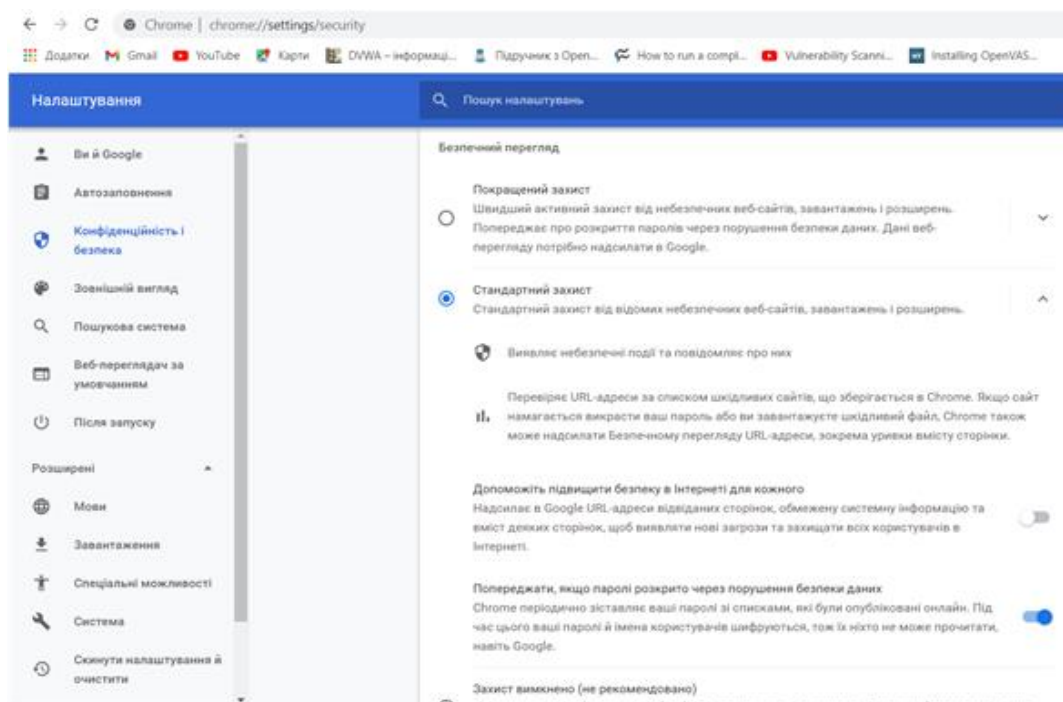 Chrome | chrome://settings/security
Додатки Gmail YouTube Карти DVWA – інформаці... Підручник з Open... How to run a compl... Vulnerability Scanni... Installing OpenVAS...
Налаштування
Пошук налаштувань
Ви й Google
Автозаповнення
Конфіденційність і
безпека
Зовнішній вигляд
Пошукова система
Веб-переглядач за
умовчанням
Після запуску
Розширені
Мови
Завантаження
Спеціальні можливості
Система
Скинути налаштування й
очистити
Безпечний перегляд
Покращений захист
Швидший активний захист від небезпечних веб-сайтів, завантажень і розширень.
Попереджає про розкриття паролів через порушення безпеки даних. Дані веб-
перегляду потрібно надсилати в Google.
Стандартний захист
Стандартний захист від відомих небезпечних веб-сайтів, завантажень і розширень.
Виявляє небезпечні події та повідомляє про них
Перевіряє URL-адреси за списком шкідливих сайтів, що зберігається в Chrome. Якщо сайт
намагається викрасти ваш пароль або ви завантажуєте шкідливий файл, Chrome також
може надсилати Безпечному перегляду URL-адреси, зокрема уривки вмісту сторінки.
Допоможіть підвищити безпеку в Інтернеті для кожного
Надсилає в Google URL-адреси відвіданих сторінок, обмежену системну інформацію та
вміст деяких сторінок, щоб виявляти нові загрози та захищати всіх користувачів в
Інтернеті.
Попереджати, якщо паролі розкрито через порушення безпеки даних
Chrome періодично зіставляє ваші паролі зі списками, які були опубліковані онлайн. Під
час цього ваші паролі й імена користувачів шифруються, тож їх ніхто не може прочитати,
навіть Google.
Захист вимкнено (не рекомендовано)